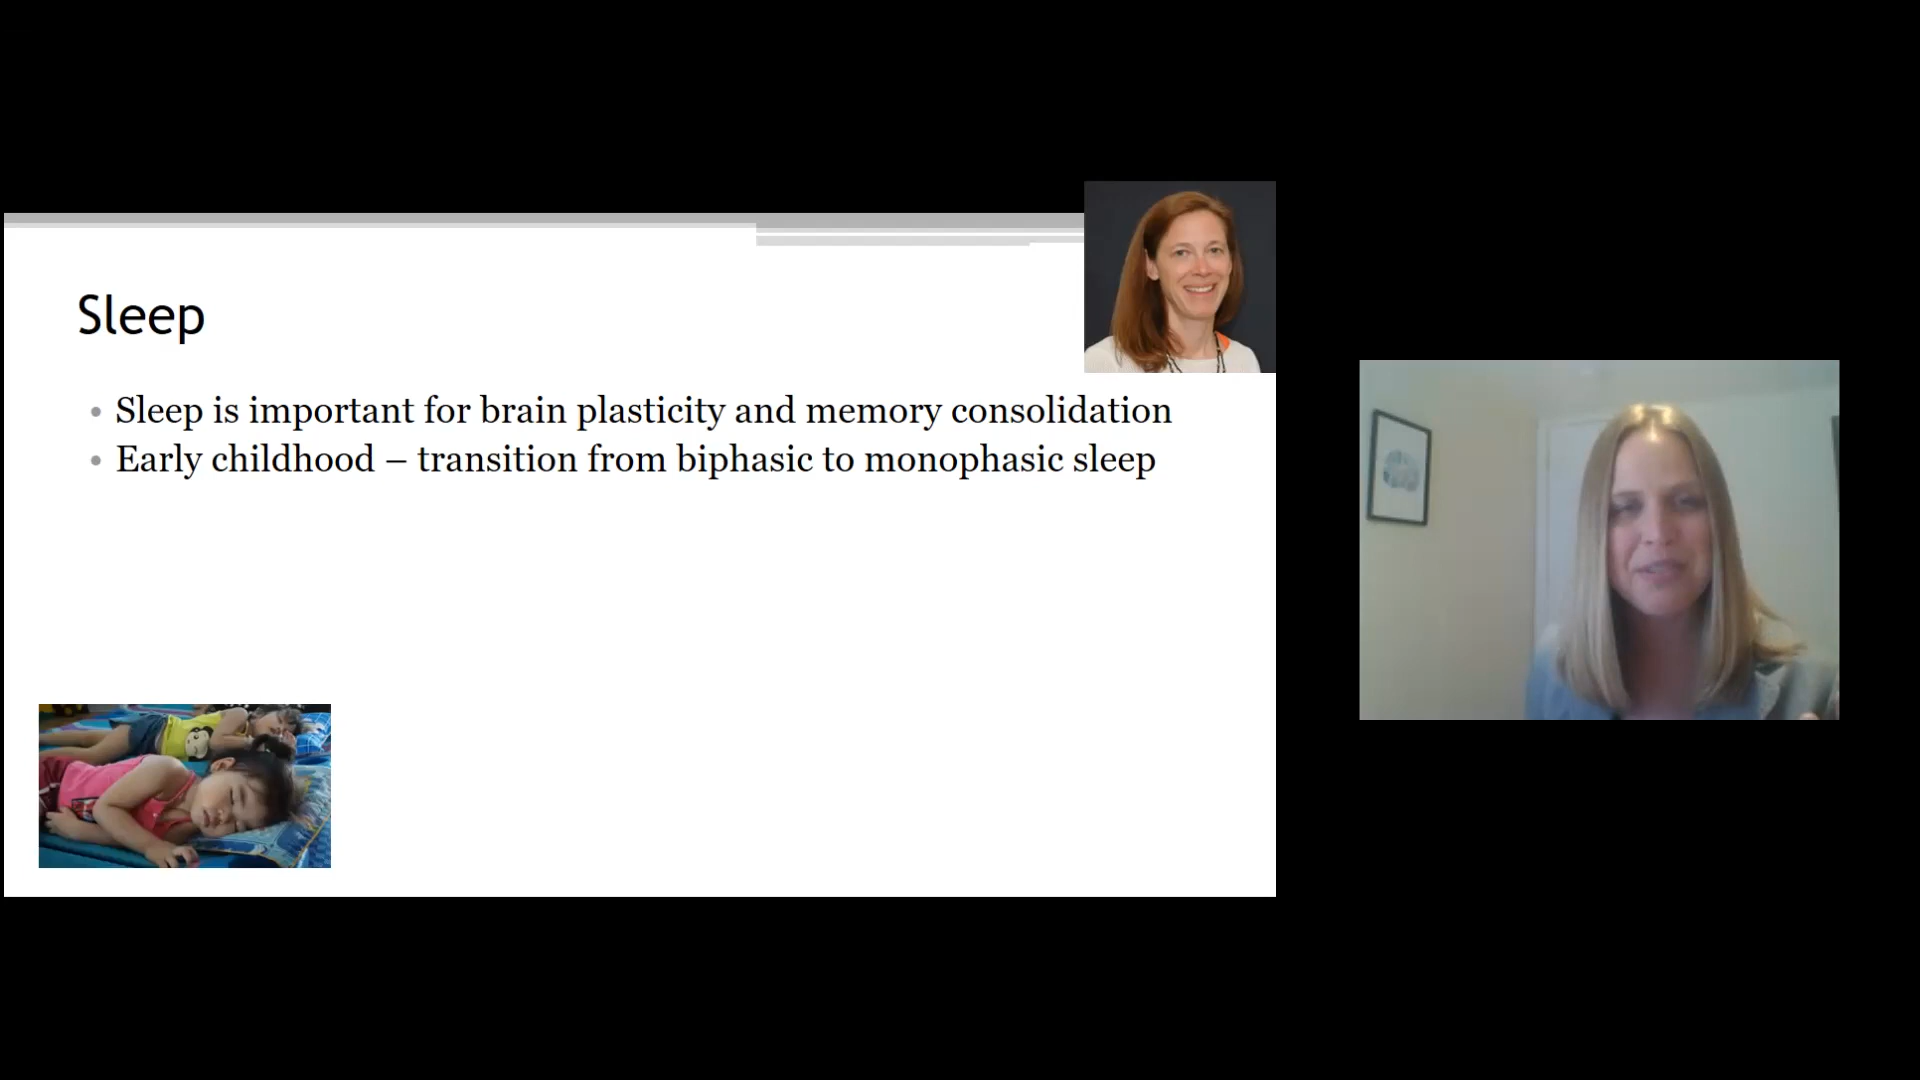 Sleep
• Sleep is important for brain plasticity and memory consolidation
• Early childhood – transition from biphasic to monophasic sleep